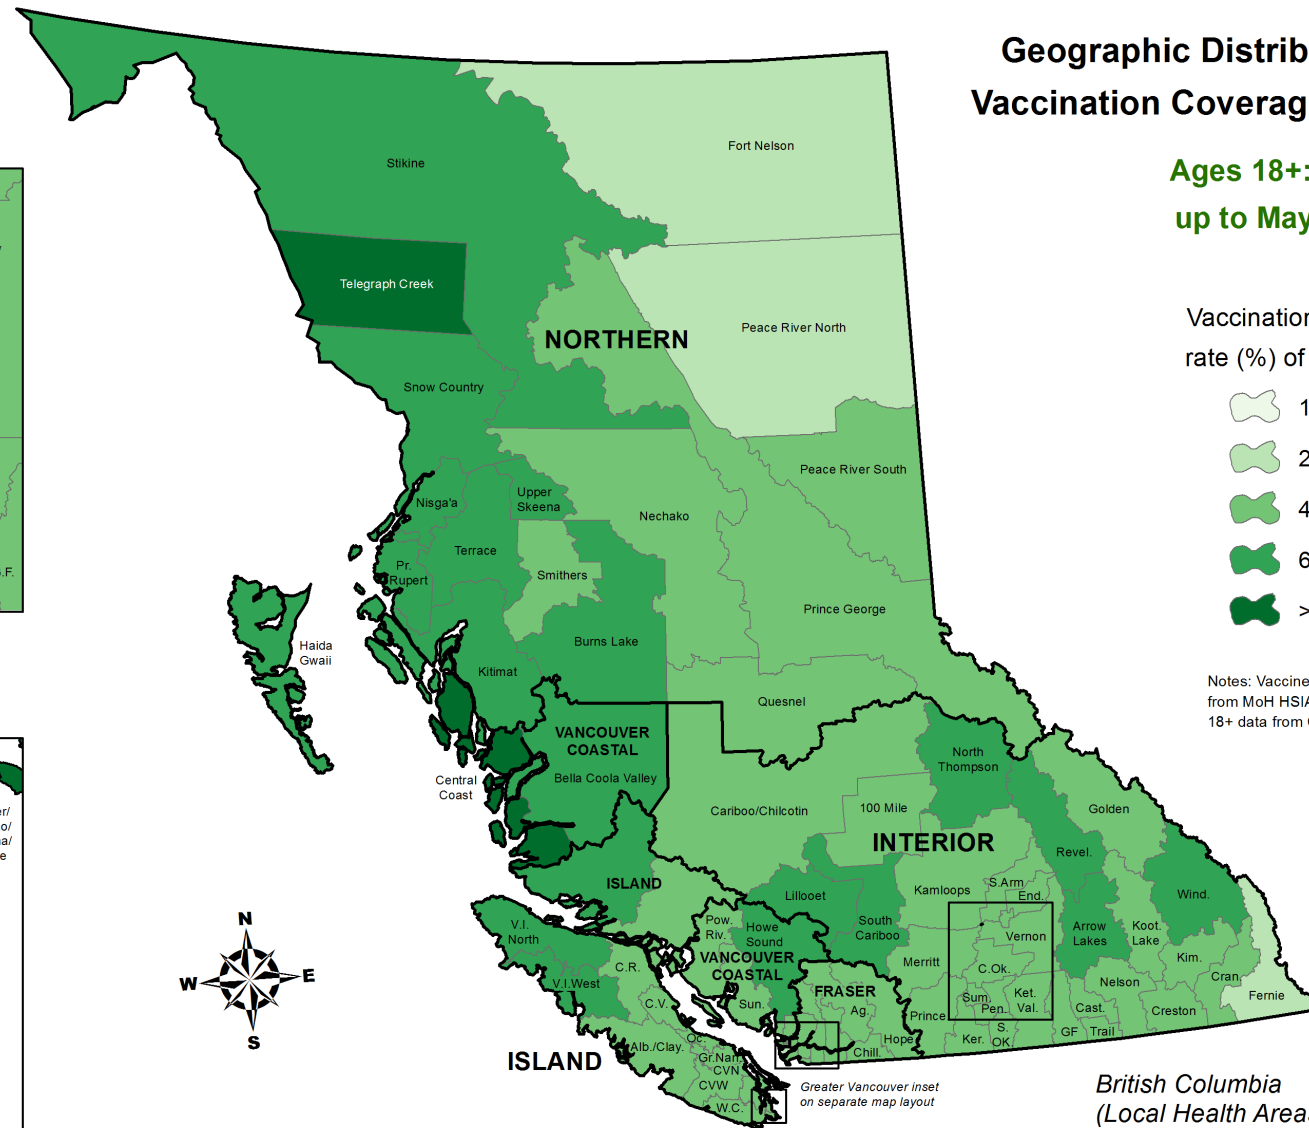 Geographic Distrib
Vaccination Coverag
Ages 18+:
up to May
Vaccination
rate (%) of
1
2
4
6
>
Notes: Vaccine
from MoH HSIA
18+ data from
Stikine
Fort Nelson
Telegraph Creek
Peace River North
NORTHERN
Snow Country
Peace River South
Upper
Skeena
Nisga'a
Nechako
Terrace
Pr.
Rupert
Smithers
G.F.
Prince George
Haida
Gwaii
Burns Lake
Kitimat
Quesnel
VANCOUVER
COASTAL
Bella Coola Valley
Central
Coast
North
Thompson
Cariboo/Chilcotin
100 Mile
Golden
er/
o/
na/
e
INTERIOR
Revel.
ISLAND
Lillooet
Kamloops
S.Arm
End.
Wind.
V.I.
North
Pow.
Riv.
Howe
Sound
South
Cariboo
Vernon
Arrow
Lakes
Koot.
Lake
VANCOUVER
COASTAL
Merritt
C.Ok.
Kim.
Cran.
C.R.
V.I.West
FRASER
Nelson
Fernie
C.V.
Sun.
Ag.
Sum.
Pen.
Ket.
Val.
Prince
Cast.
Creston
N
W
E
S
Oc.
Alb./Clay.
Hope
Chill.
Ker.
S.
OK.
GF
Trail
ISLAND
Gr.Nan.
CVN
CVW
W.C.
Greater Vancouver inset
on separate map layout
British Columbia
(Local Health Areas